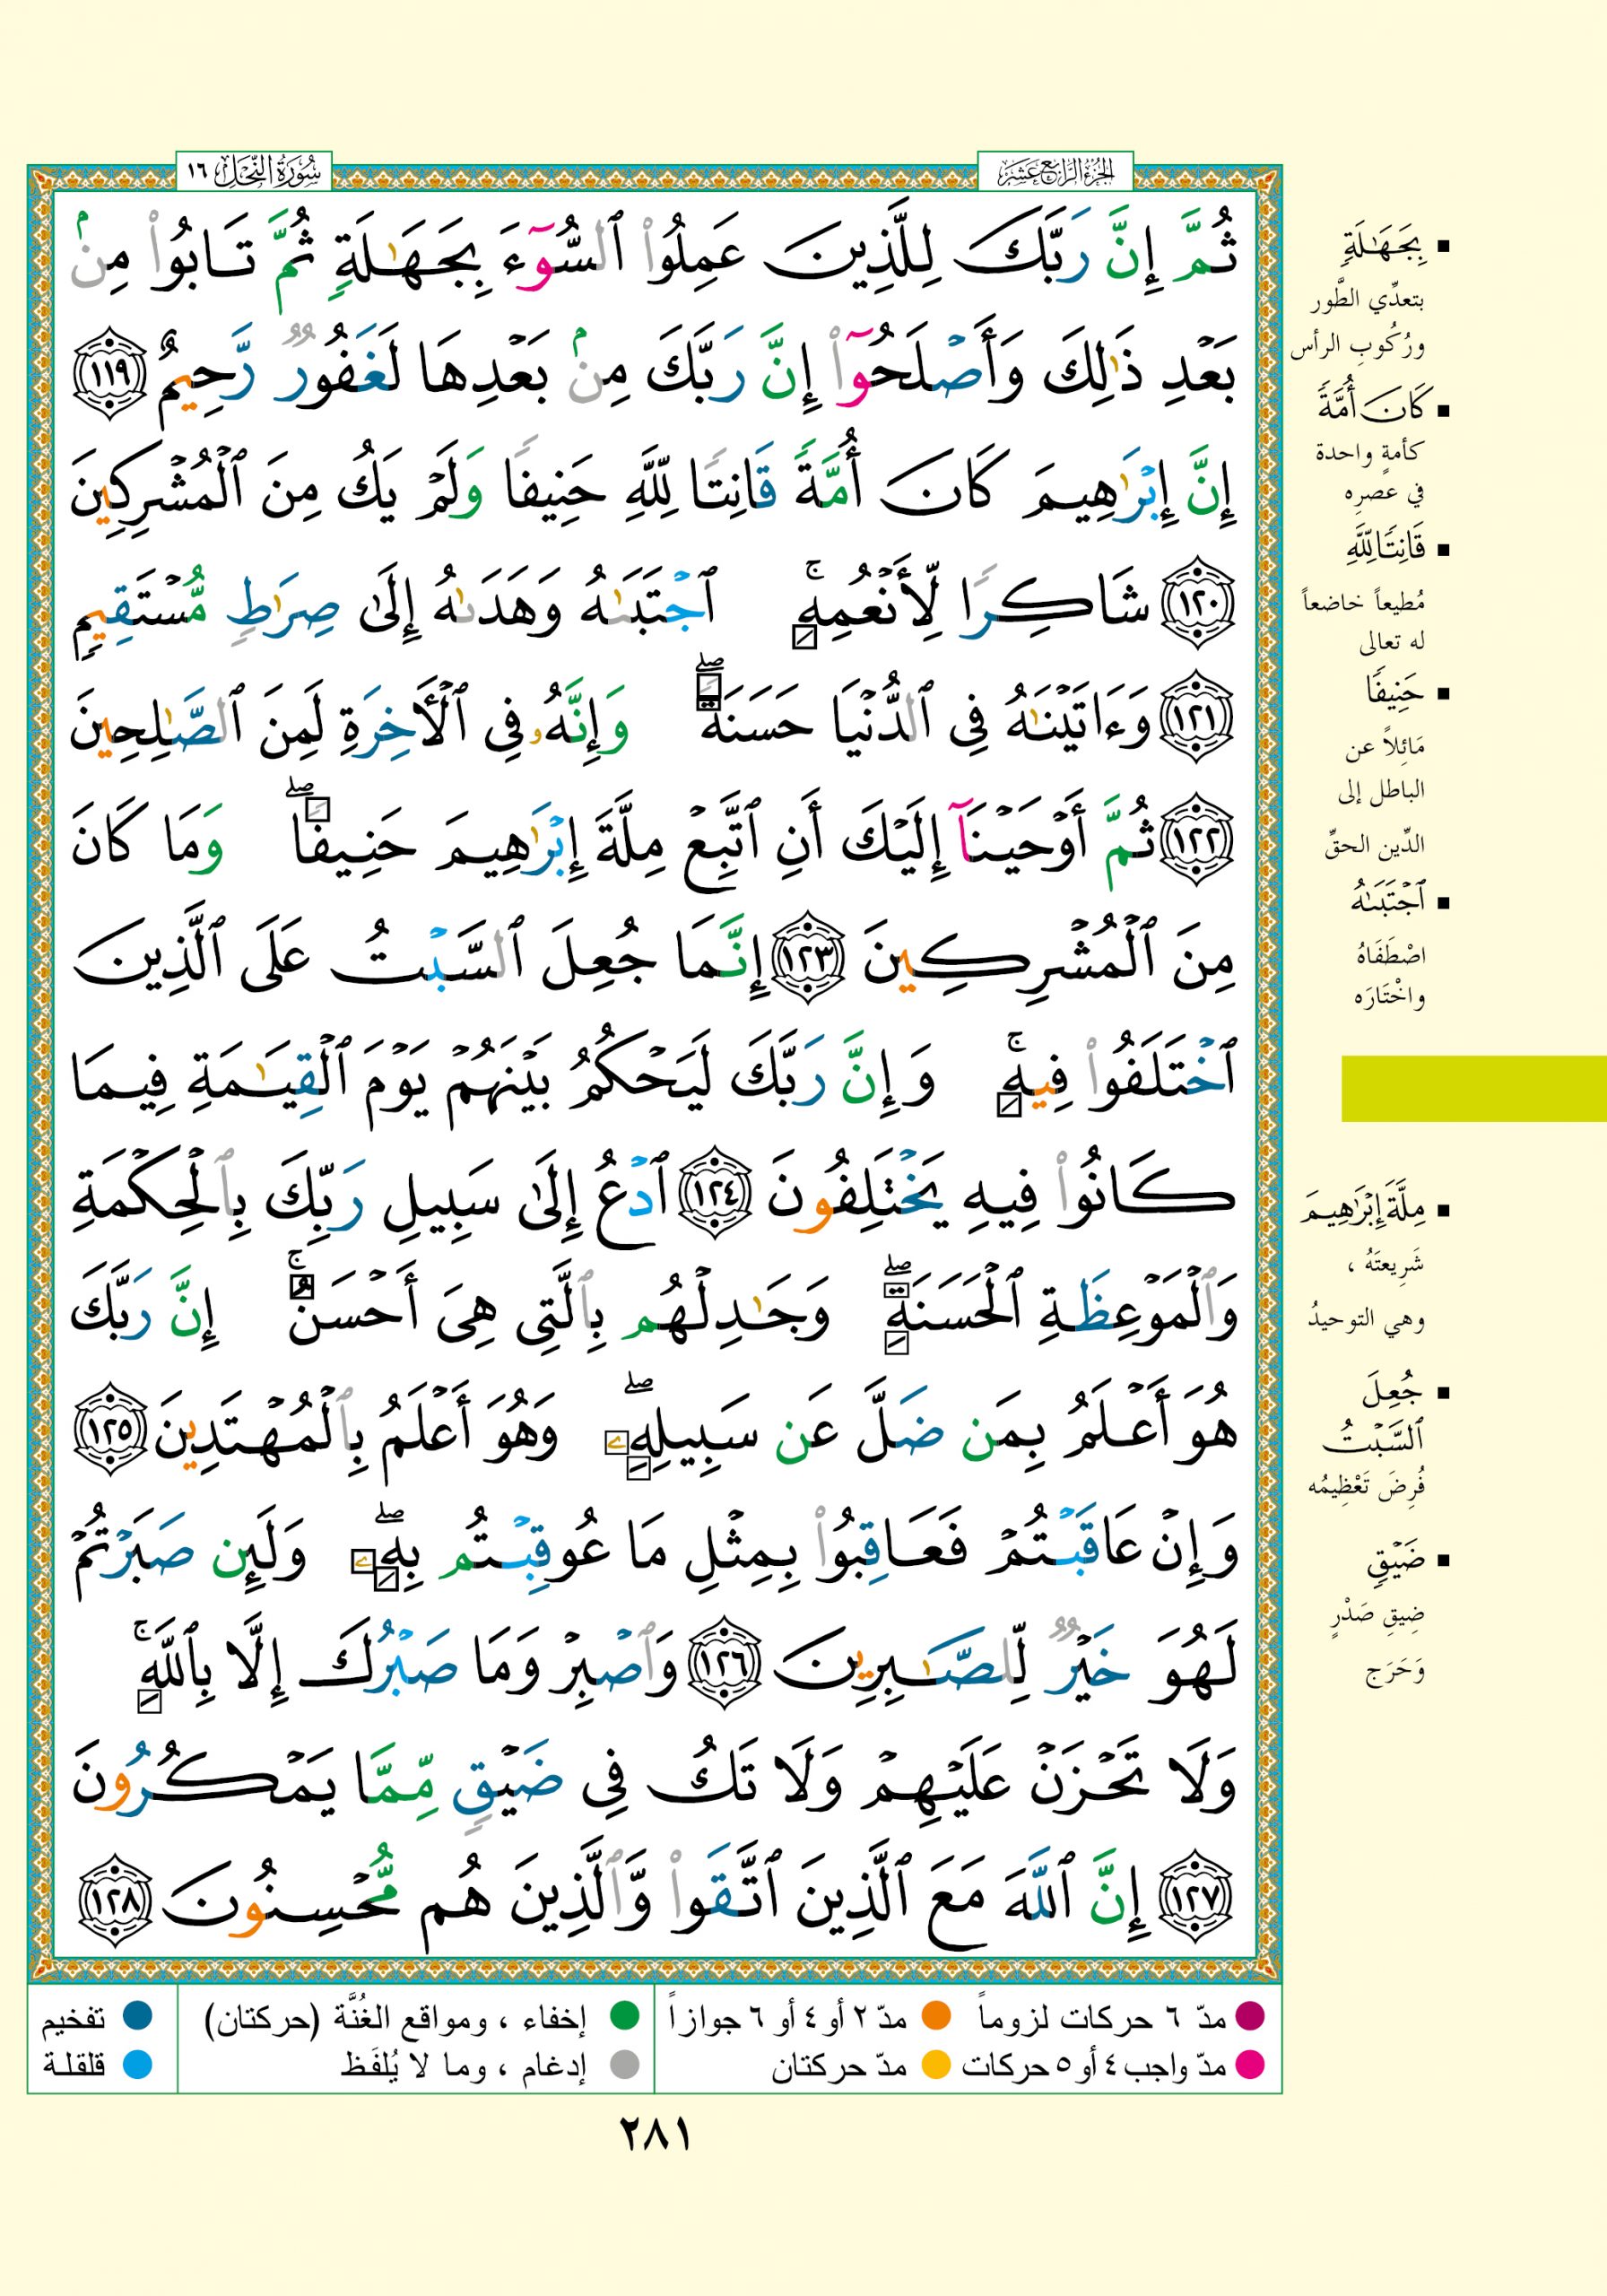 الجزء الرابع عشر
سورة النحل ١٦
ثُمَّ إِنَّ رَبَّكَ لِلَّذِينَ عَمِلُوا۟ ٱلسُّوٓءَ بِجَهَٰلَةٍ ثُمَّ تَابُوا۟ مِنۢ
بَعْدِ ذَٰلِكَ وَأَصْلَحُوٓا۟ إِنَّ رَبَّكَ مِنۢ بَعْدِهَا لَغَفُورٌ رَّحِيمٌ ١١٩
إِنَّ إِبْرَٰهِيمَ كَانَ أُمَّةً قَانِتًا لِّلَّهِ حَنِيفًا وَلَمْ يَكُ مِنَ ٱلْمُشْرِكِينَ
١٢٠ شَاكِرًا لِّأَنْعُمِهِ ۚ ٱجْتَبَىٰهُ وَهَدَىٰهُ إِلَىٰ صِرَٰطٍ مُّسْتَقِيمٍ
١٢١ وَءَاتَيْنَٰهُ فِى ٱلدُّنْيَا حَسَنَةً ۖ وَإِنَّهُۥ فِى ٱلْأَخِرَةِ لَمِنَ ٱلصَّٰلِحِينَ
١٢٢ ثُمَّ أَوْحَيْنَآ إِلَيْكَ أَنِ ٱتَّبِعْ مِلَّةَ إِبْرَٰهِيمَ حَنِيفًا ۖ وَمَا كَانَ
مِنَ ٱلْمُشْرِكِينَ ١٢٣ إِنَّمَا جُعِلَ ٱلسَّبْتُ عَلَى ٱلَّذِينَ
ٱخْتَلَفُوا۟ فِيهِ ۚ وَإِنَّ رَبَّكَ لَيَحْكُمُ بَيْنَهُمْ يَوْمَ ٱلْقِيَٰمَةِ فِيمَا
كَانُوا۟ فِيهِ يَخْتَلِفُونَ ١٢٤ ٱدْعُ إِلَىٰ سَبِيلِ رَبِّكَ بِٱلْحِكْمَةِ
وَٱلْمَوْعِظَةِ ٱلْحَسَنَةِ ۖ وَجَٰدِلْهُم بِٱلَّتِى هِىَ أَحْسَنُ ۚ إِنَّ رَبَّكَ
هُوَ أَعْلَمُ بِمَن ضَلَّ عَن سَبِيلِهِۦ ۖ وَهُوَ أَعْلَمُ بِٱلْمُهْتَدِينَ ١٢٥
وَإِنْ عَاقَبْتُمْ فَعَاقِبُوا۟ بِمِثْلِ مَا عُوقِبْتُم بِهِۦ ۖ وَلَئِن صَبَرْتُمْ
لَهُوَ خَيْرٌ لِّلصَّٰبِرِينَ ١٢٦ وَٱصْبِرْ وَمَا صَبْرُكَ إِلَّا بِٱللَّهِ ۚ
وَلَا تَحْزَنْ عَلَيْهِمْ وَلَا تَكُ فِى ضَيْقٍ مِّمَّا يَمْكُرُونَ
١٢٧ إِنَّ ٱللَّهَ مَعَ ٱلَّذِينَ ٱتَّقَوا۟ وَّٱلَّذِينَ هُم مُّحْسِنُونَ ١٢٨
■ بِجَهَٰلَةٍ
بتعدِّي الطَّور
ورُكُوبِ الرأس
■ كَانَ أُمَّةً
كأمةٍ واحدة
في عصرِه
■ قَانِتًا لِّلَّهِ
مُطيعاً خاضعاً
له تعالى
■ حَنِيفًا
مَائِلاً عن
الباطل إلى
الدِّين الحقِّ
■ ٱجْتَبَىٰهُ
اصْطَفَاهُ
واخْتَارَه
■ مِلَّةَ إِبْرَٰهِيمَ
شَرِيعتَهُ ،
وهي التوحيدُ
■ جُعِلَ
ٱلسَّبْتُ
فُرِضَ تَعْظِيمُه
■ ضَيْقٍ
ضِيقِ صَدْرٍ
وَحَرَج
مدّ ٦ حركات لزوماً مدّ ٢ أو ٤ أو ٦ جوازاً إخفاء ، ومواقع الغُنَّة (حركتان) تفخيم
مدّ واجب ٤ أو ٥ حركات مدّ حركتان إدغام ، وما لا يُلفَظ قلقلة
٢٨١